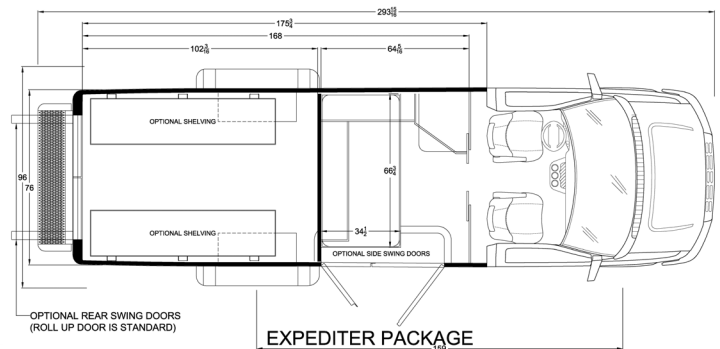 293 15/16
175 3/4
168
102 3/16
64 5/16
OPTIONAL SHELVING
96
76
66 3/4
34 1/2
OPTIONAL SHELVING
OPTIONAL SIDE SWING DOORS
OPTIONAL REAR SWING DOORS
(ROLL UP DOOR IS STANDARD)
EXPEDITER PACKAGE
159